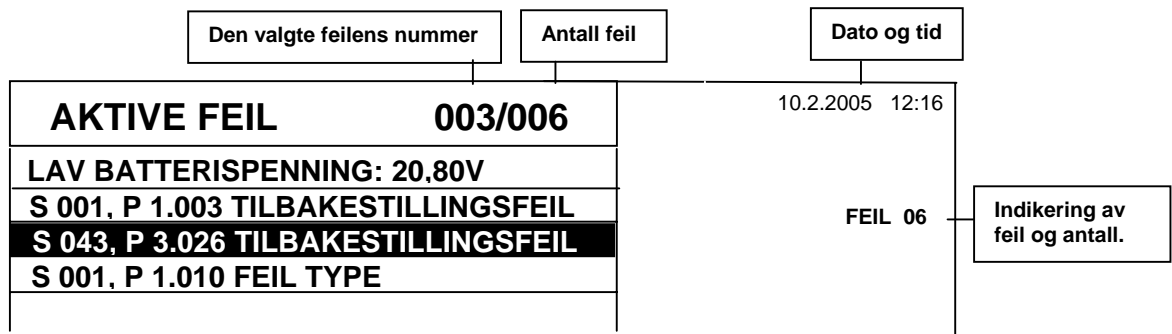 Den valgte feilens nummer
Antall feil
Dato og tid
AKTIVE FEIL 003/006
10.2.2005 12:16
LAV BATTERISPENNING: 20,80V
S 001, P 1.003 TILBAKESTILLINGSFEIL
S 043, P 3.026 TILBAKESTILLINGSFEIL
S 001, P 1.010 FEIL TYPE
FEIL 06
Indikering av
feil og antall.